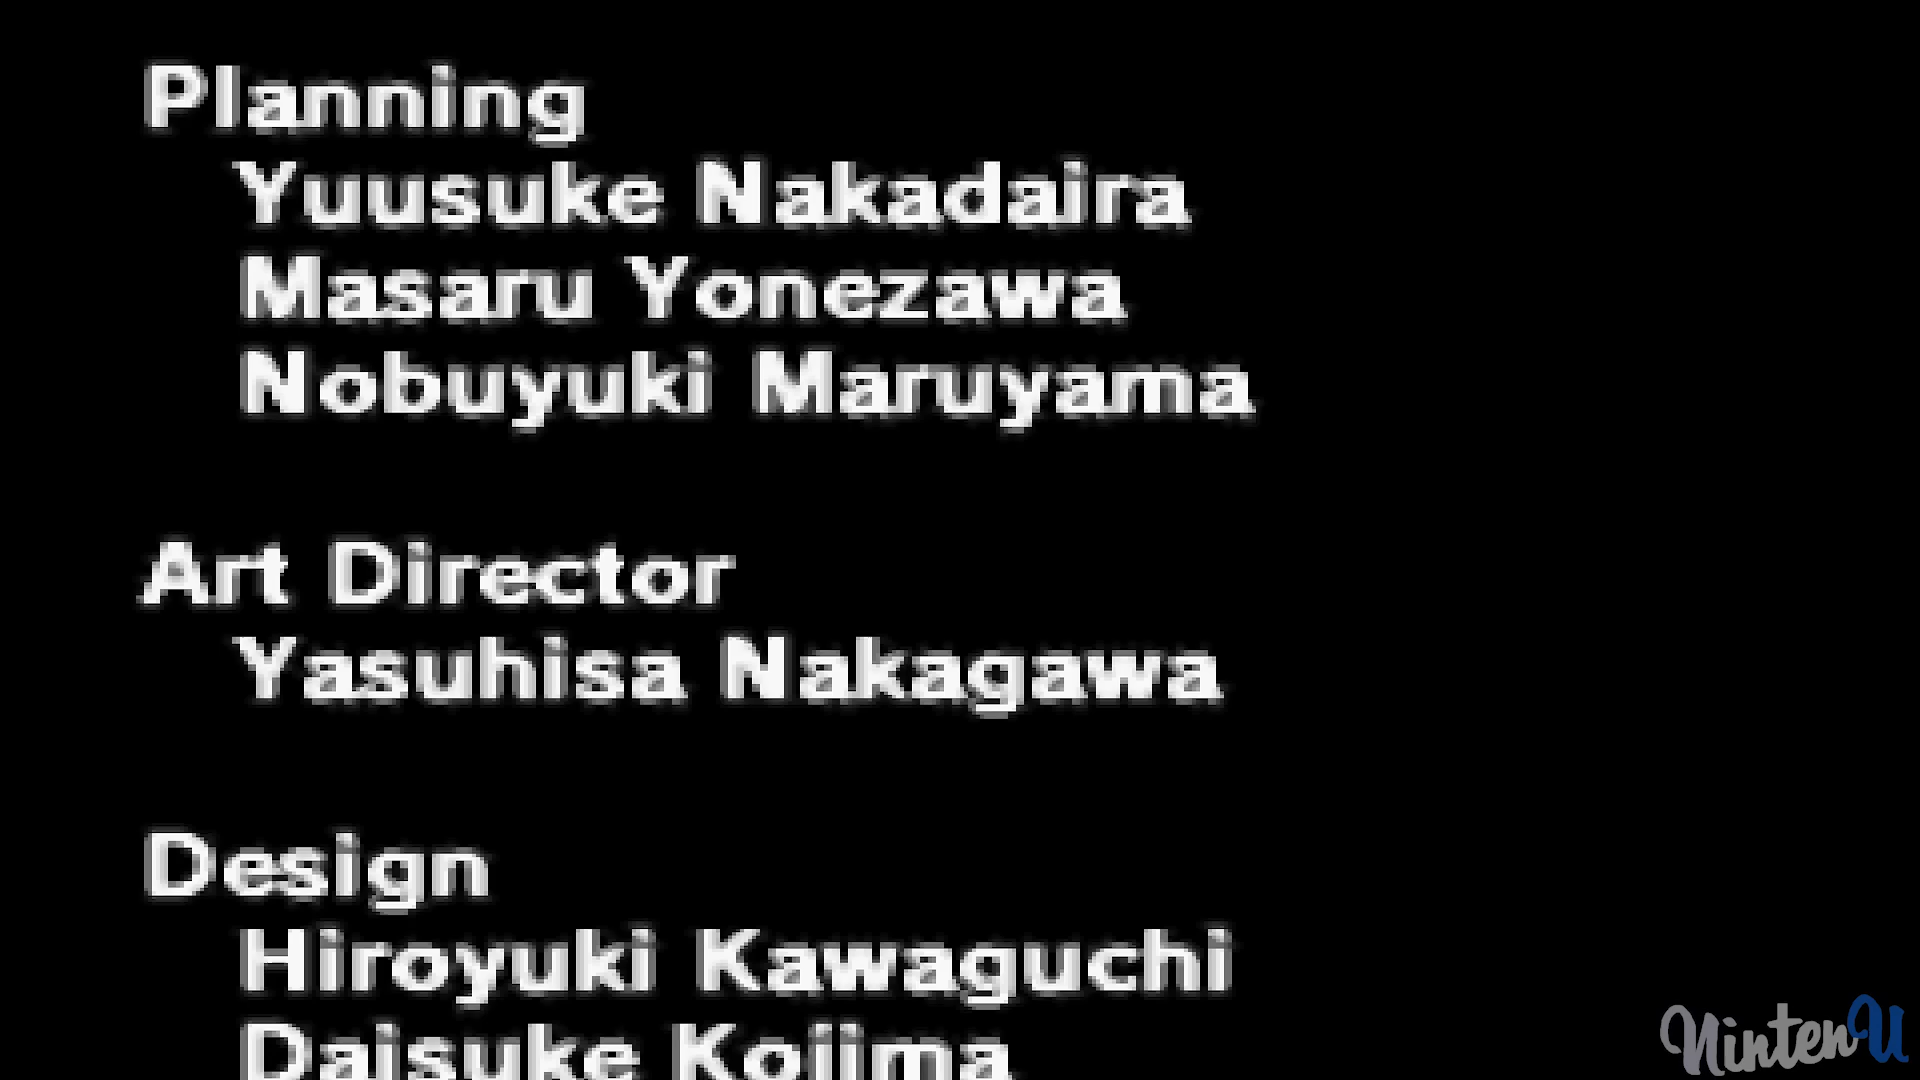 Planning
Yuusuke Nakadaira
Masaru Yonezawa
Nobuyuki Maruyama
Art Director
Yasuhisa Nakagawa
Design
Hiroyuki Kawaguchi
Daisuke Kojima
NintenU